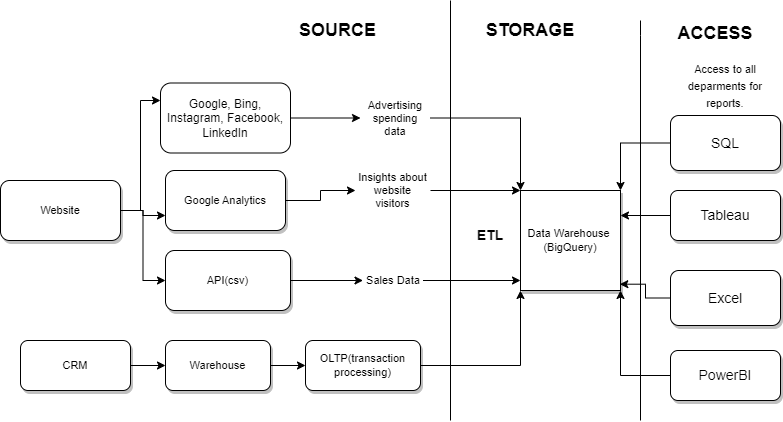 SOURCE
STORAGE
ACCESS
Access to all
deparments for
reports.
Google, Bing,
Instagram, Facebook,
LinkedIn
Advertising
spending
data
SQL
Website
Google Analytics
Insights about
website
visitors
ETL
Data Warehouse
(BigQuery)
Tableau
API(csv)
Sales Data
Excel
CRM
Warehouse
OLTP(transaction
processing)
PowerBI